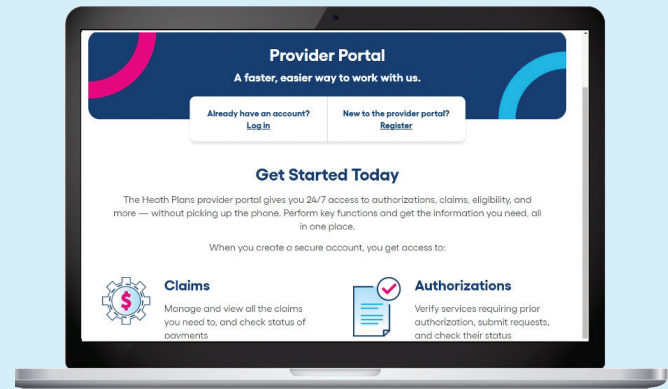 Provider Portal
A faster, easier way to work with us.
Already have an account?
Log in
New to the provider portal?
Register
Get Started Today
The Heath Plans provider portal gives you 24/7 access to authorizations, claims, eligibility, and
more — without picking up the phone. Perform key functions and get the information you need, all
in one place.
When you create a secure account, you get access to:
Claims
Manage and view all the claims
you need to, and check status of
payments
Authorizations
Verify services requiring prior
authorization, submit requests,
and check their status
$